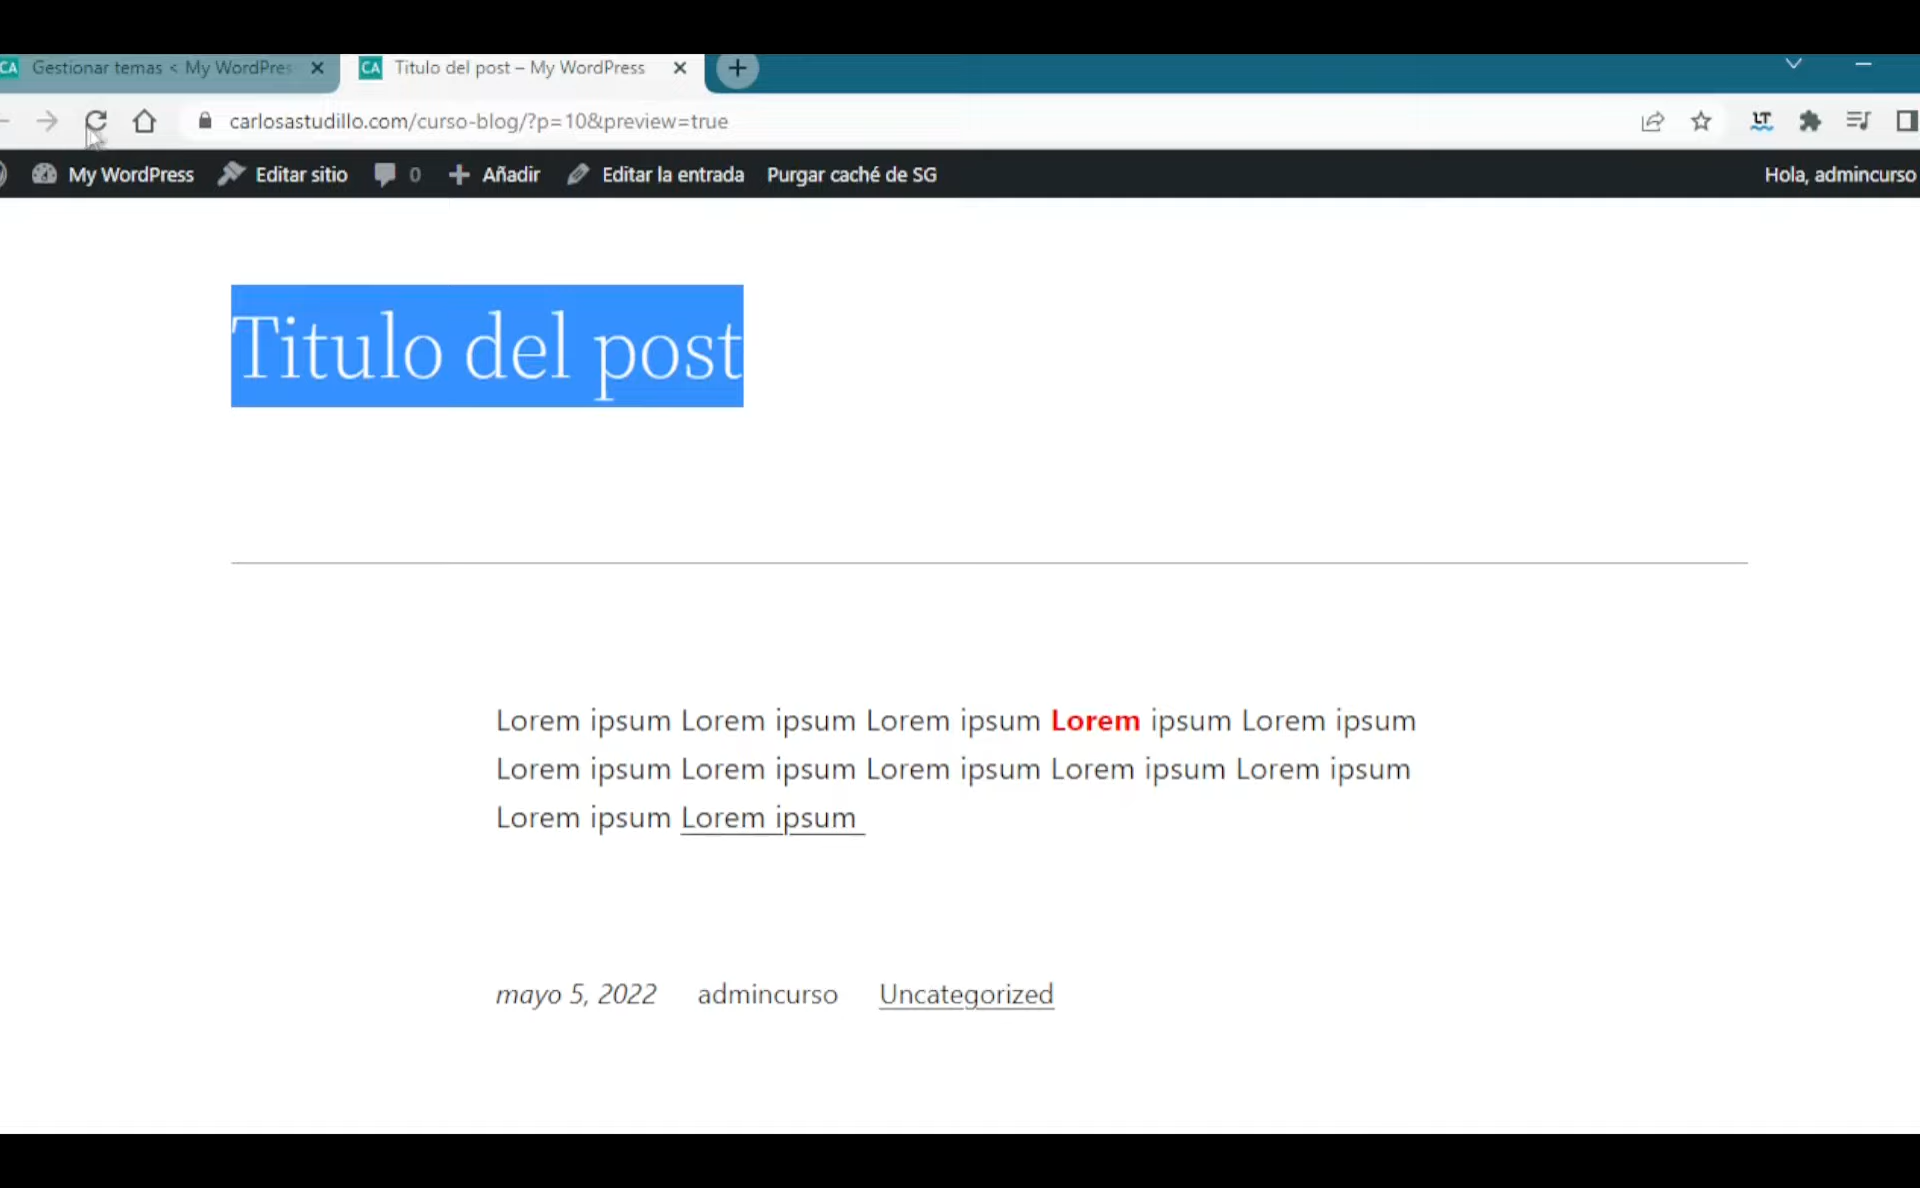 CA Gestionar temas < My WordPres
CA Titulo del post – My WordPress
carlosastudillo.com/curso-blog/?p=10&preview=true
LT
My WordPress Editar sitio 0 Añadir Editar la entrada Purgar caché de SG Hola, admincurso
Titulo del post
Lorem ipsum Lorem ipsum Lorem ipsum Lorem ipsum Lorem ipsum
Lorem ipsum Lorem ipsum Lorem ipsum Lorem ipsum Lorem ipsum
Lorem ipsum Lorem ipsum
mayo 5, 2022 admincurso Uncategorized